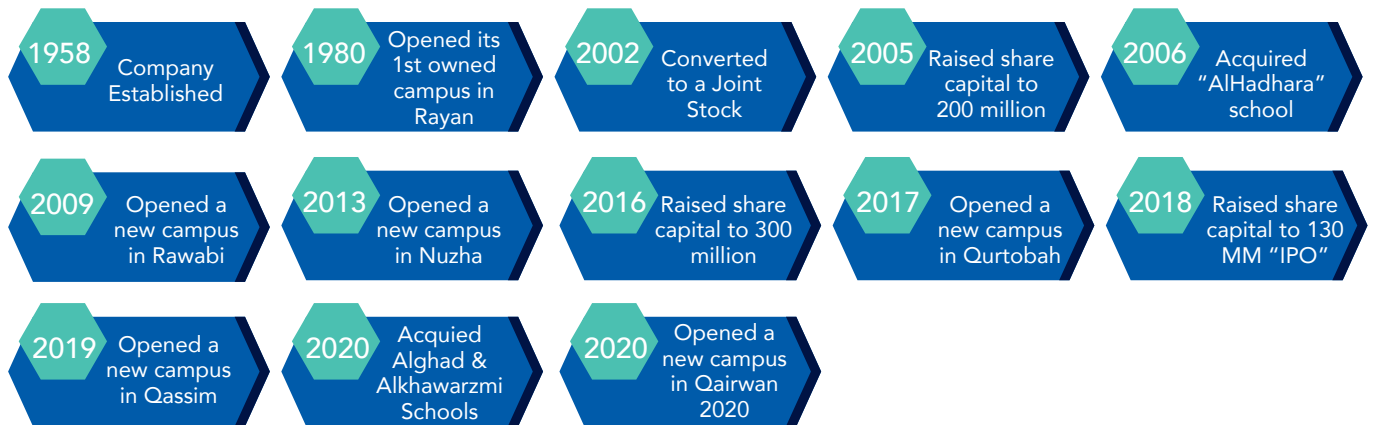 1958
Company
Established
1980
Opened its
1st owned
campus in
Rayan
2002
Converted
to a Joint
Stock
2005
Raised share
capital to
200 million
2006
Acquired
“AlHadhara”
school
2009
Opened a
new campus
in Rawabi
2013
Opened a
new campus
in Nuzha
2016
Raised share
capital to 300
million
2017
Opened a
new campus
in Qurtobah
2018
Raised share
capital to 130
MM “IPO”
2019
Opened a
new campus
in Qassim
2020
Acquied
Alghad &
Alkhawarzmi
Schools
2020
Opened a
new campus
in Qairwan
2020